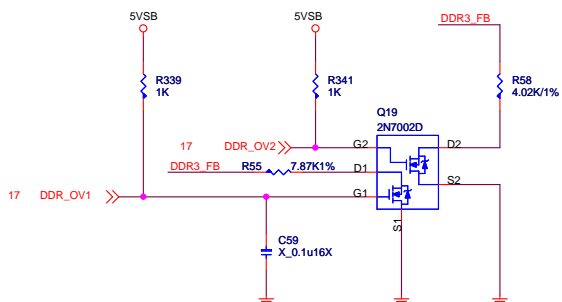 5VSB
5VSB
DDR3_FB
R339
1K
R341
1K
R58
4.02K/1%
Q19
2N7002D
17 DDR_OV2
G2
D2
DDR3_FB
R55
7.87K1%
D1
S2
17 DDR_OV1
G1
S1
C59
X_0.1u16X